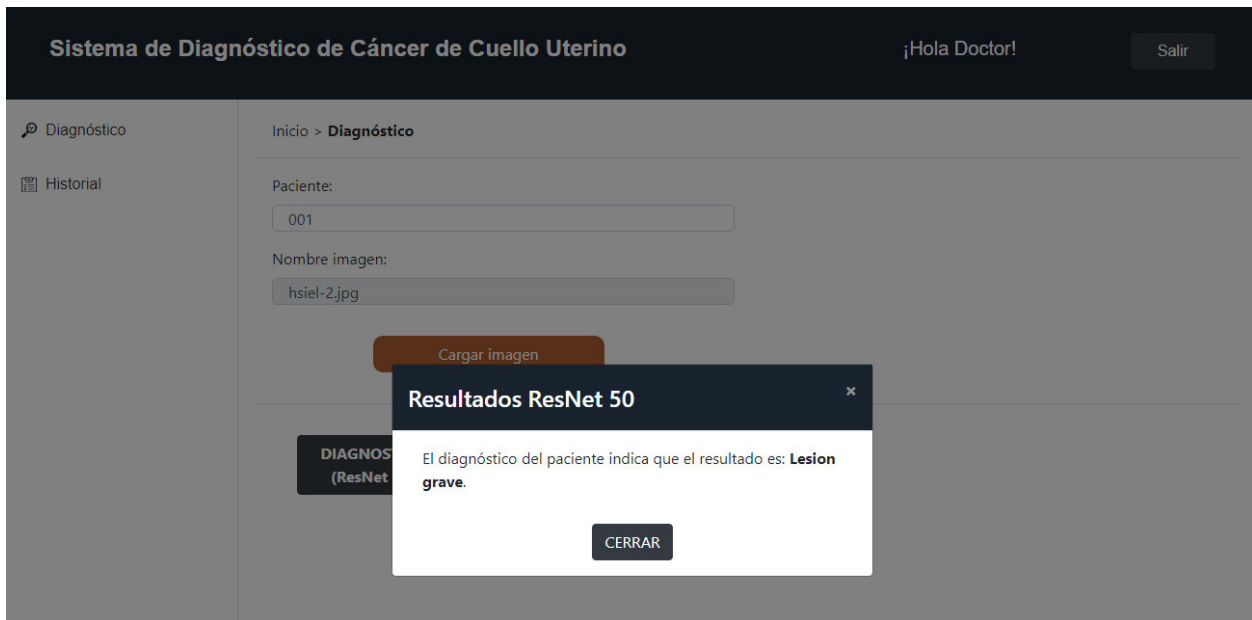 Sistema de Diagnóstico de Cáncer de Cuello Uterino
¡Hola Doctor!
Salir
Diagnóstico
Historial
Inicio > Diagnóstico
Paciente:
001
Nombre imagen:
hsiel-2.jpg
Cargar imagen
DIAGNOS
(ResNet
Resultados ResNet 50
×
El diagnóstico del paciente indica que el resultado es: Lesion
grave.
CERRAR